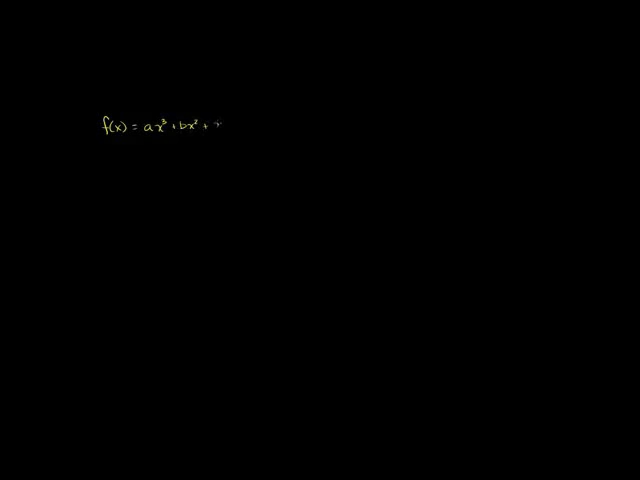 f(x) = ax³ + bx² +